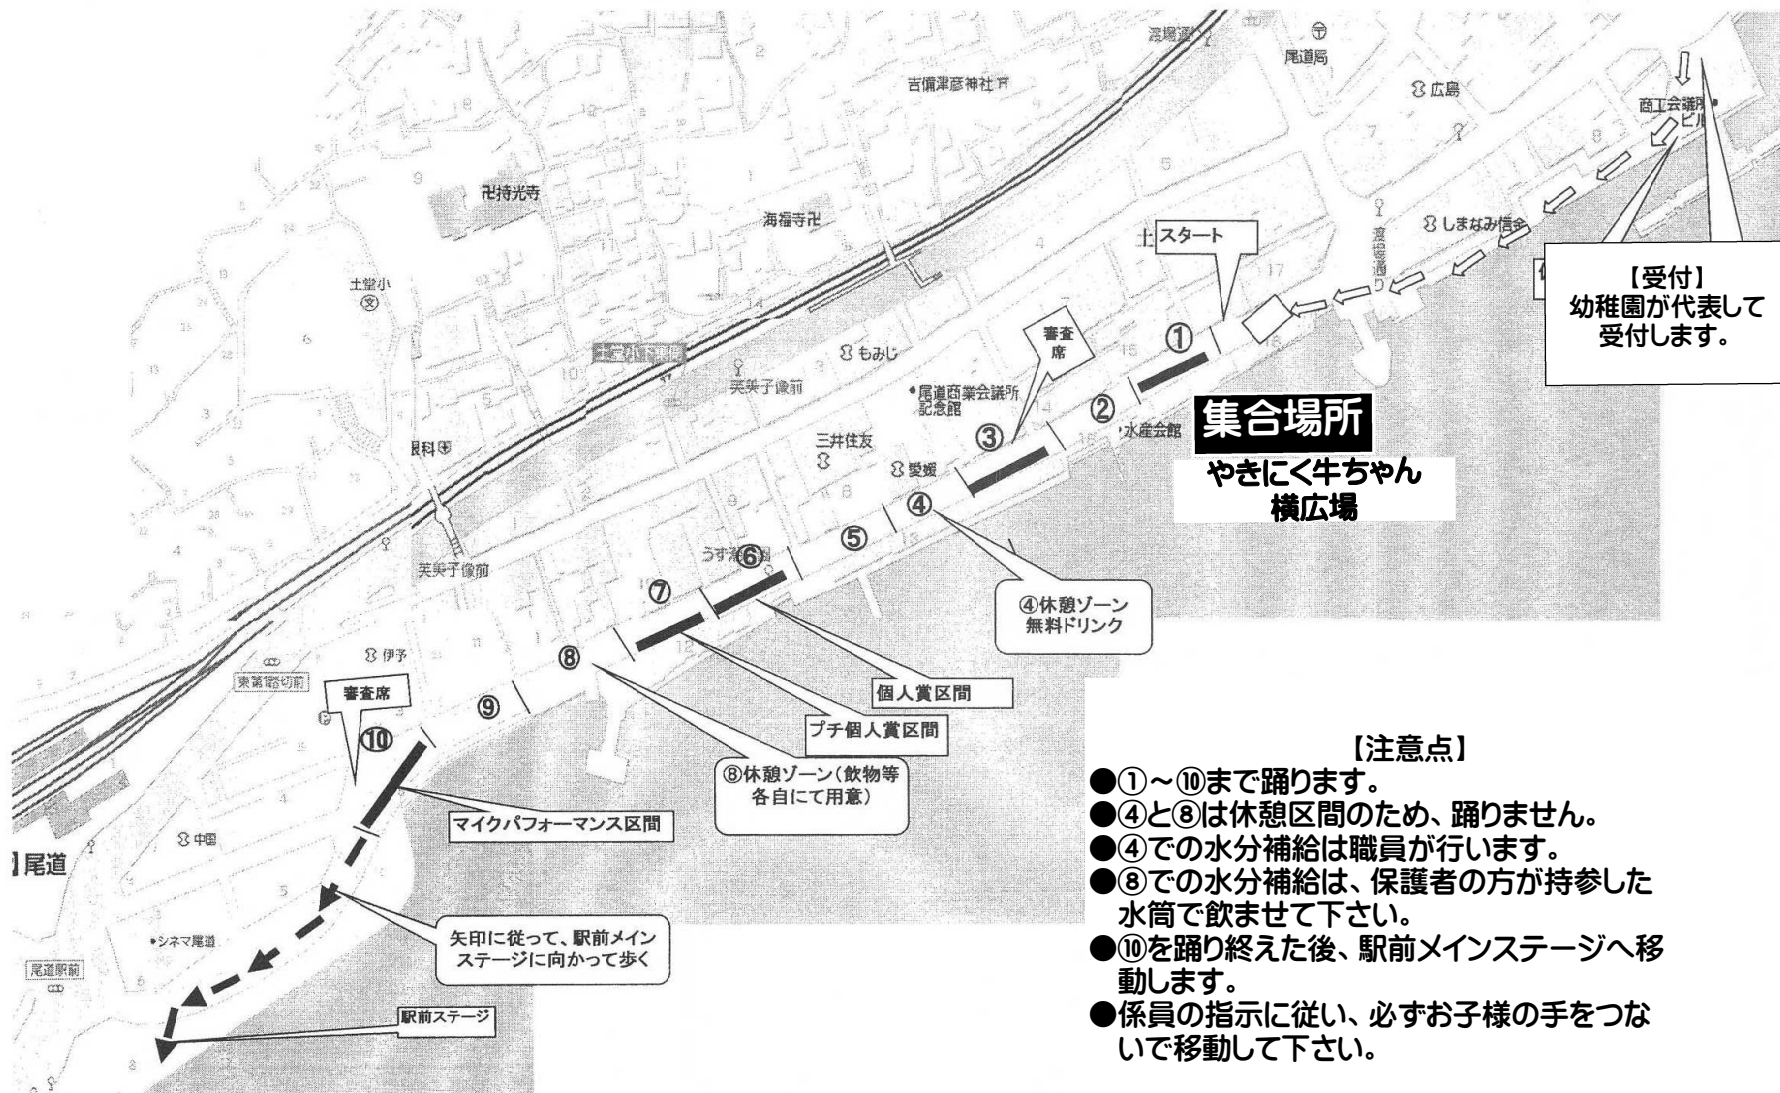 渡場通り
尾道局
広島
吉備津彦神社
商工会議所
ビル
卍持光寺
海福寺卍
しまなみ信金
渡場通り
土
スタート
【受付】
幼稚園が代表して
受付します。
土堂小
文
審査
席
①
もみじ
芙美子像前
尾道商業会議所
記念館
②
水産会館
集合場所
やきにく牛ちゃん
横広場
③
三井住友
愛媛
④
眼科
⑤
うす潮
⑥
芙美子像前
⑦
④休憩ゾーン
無料ドリンク
⑧
伊予
審査席
個人賞区間
⑨
プチ個人賞区間
⑩
⑧休憩ゾーン（飲物等
各自にて用意）
マイクパフォーマンス区間
中国
尾道
矢印に従って、駅前メイン
ステージに向かって歩く
シネマ尾道
尾道駅前
駅前ステージ
【注意点】
●①～⑩まで踊ります。
●④と⑧は休憩区間のため、踊りません。
●④での水分補給は職員が行います。
●⑧での水分補給は、保護者の方が持参した
水筒で飲ませて下さい。
●⑩を踊り終えた後、駅前メインステージへ移
動します。
●係員の指示に従い、必ずお子様の手をつな
いで移動して下さい。